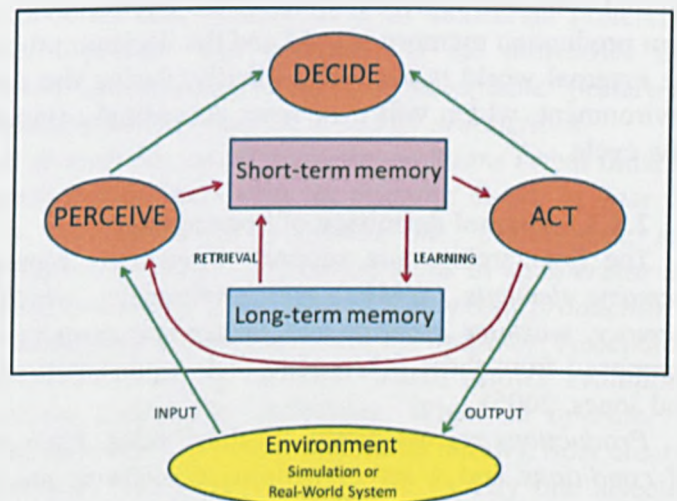 DECIDE
Short-term memory
PERCEIVE
ACT
RETRIEVAL
LEARNING
Long-term memory
INPUT
OUTPUT
Environment
Simulation or
Real-World System